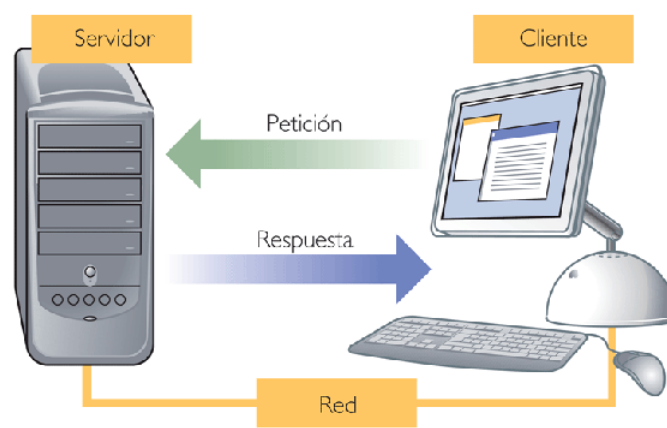 Servidor
Cliente
Petición
Respuesta
Red